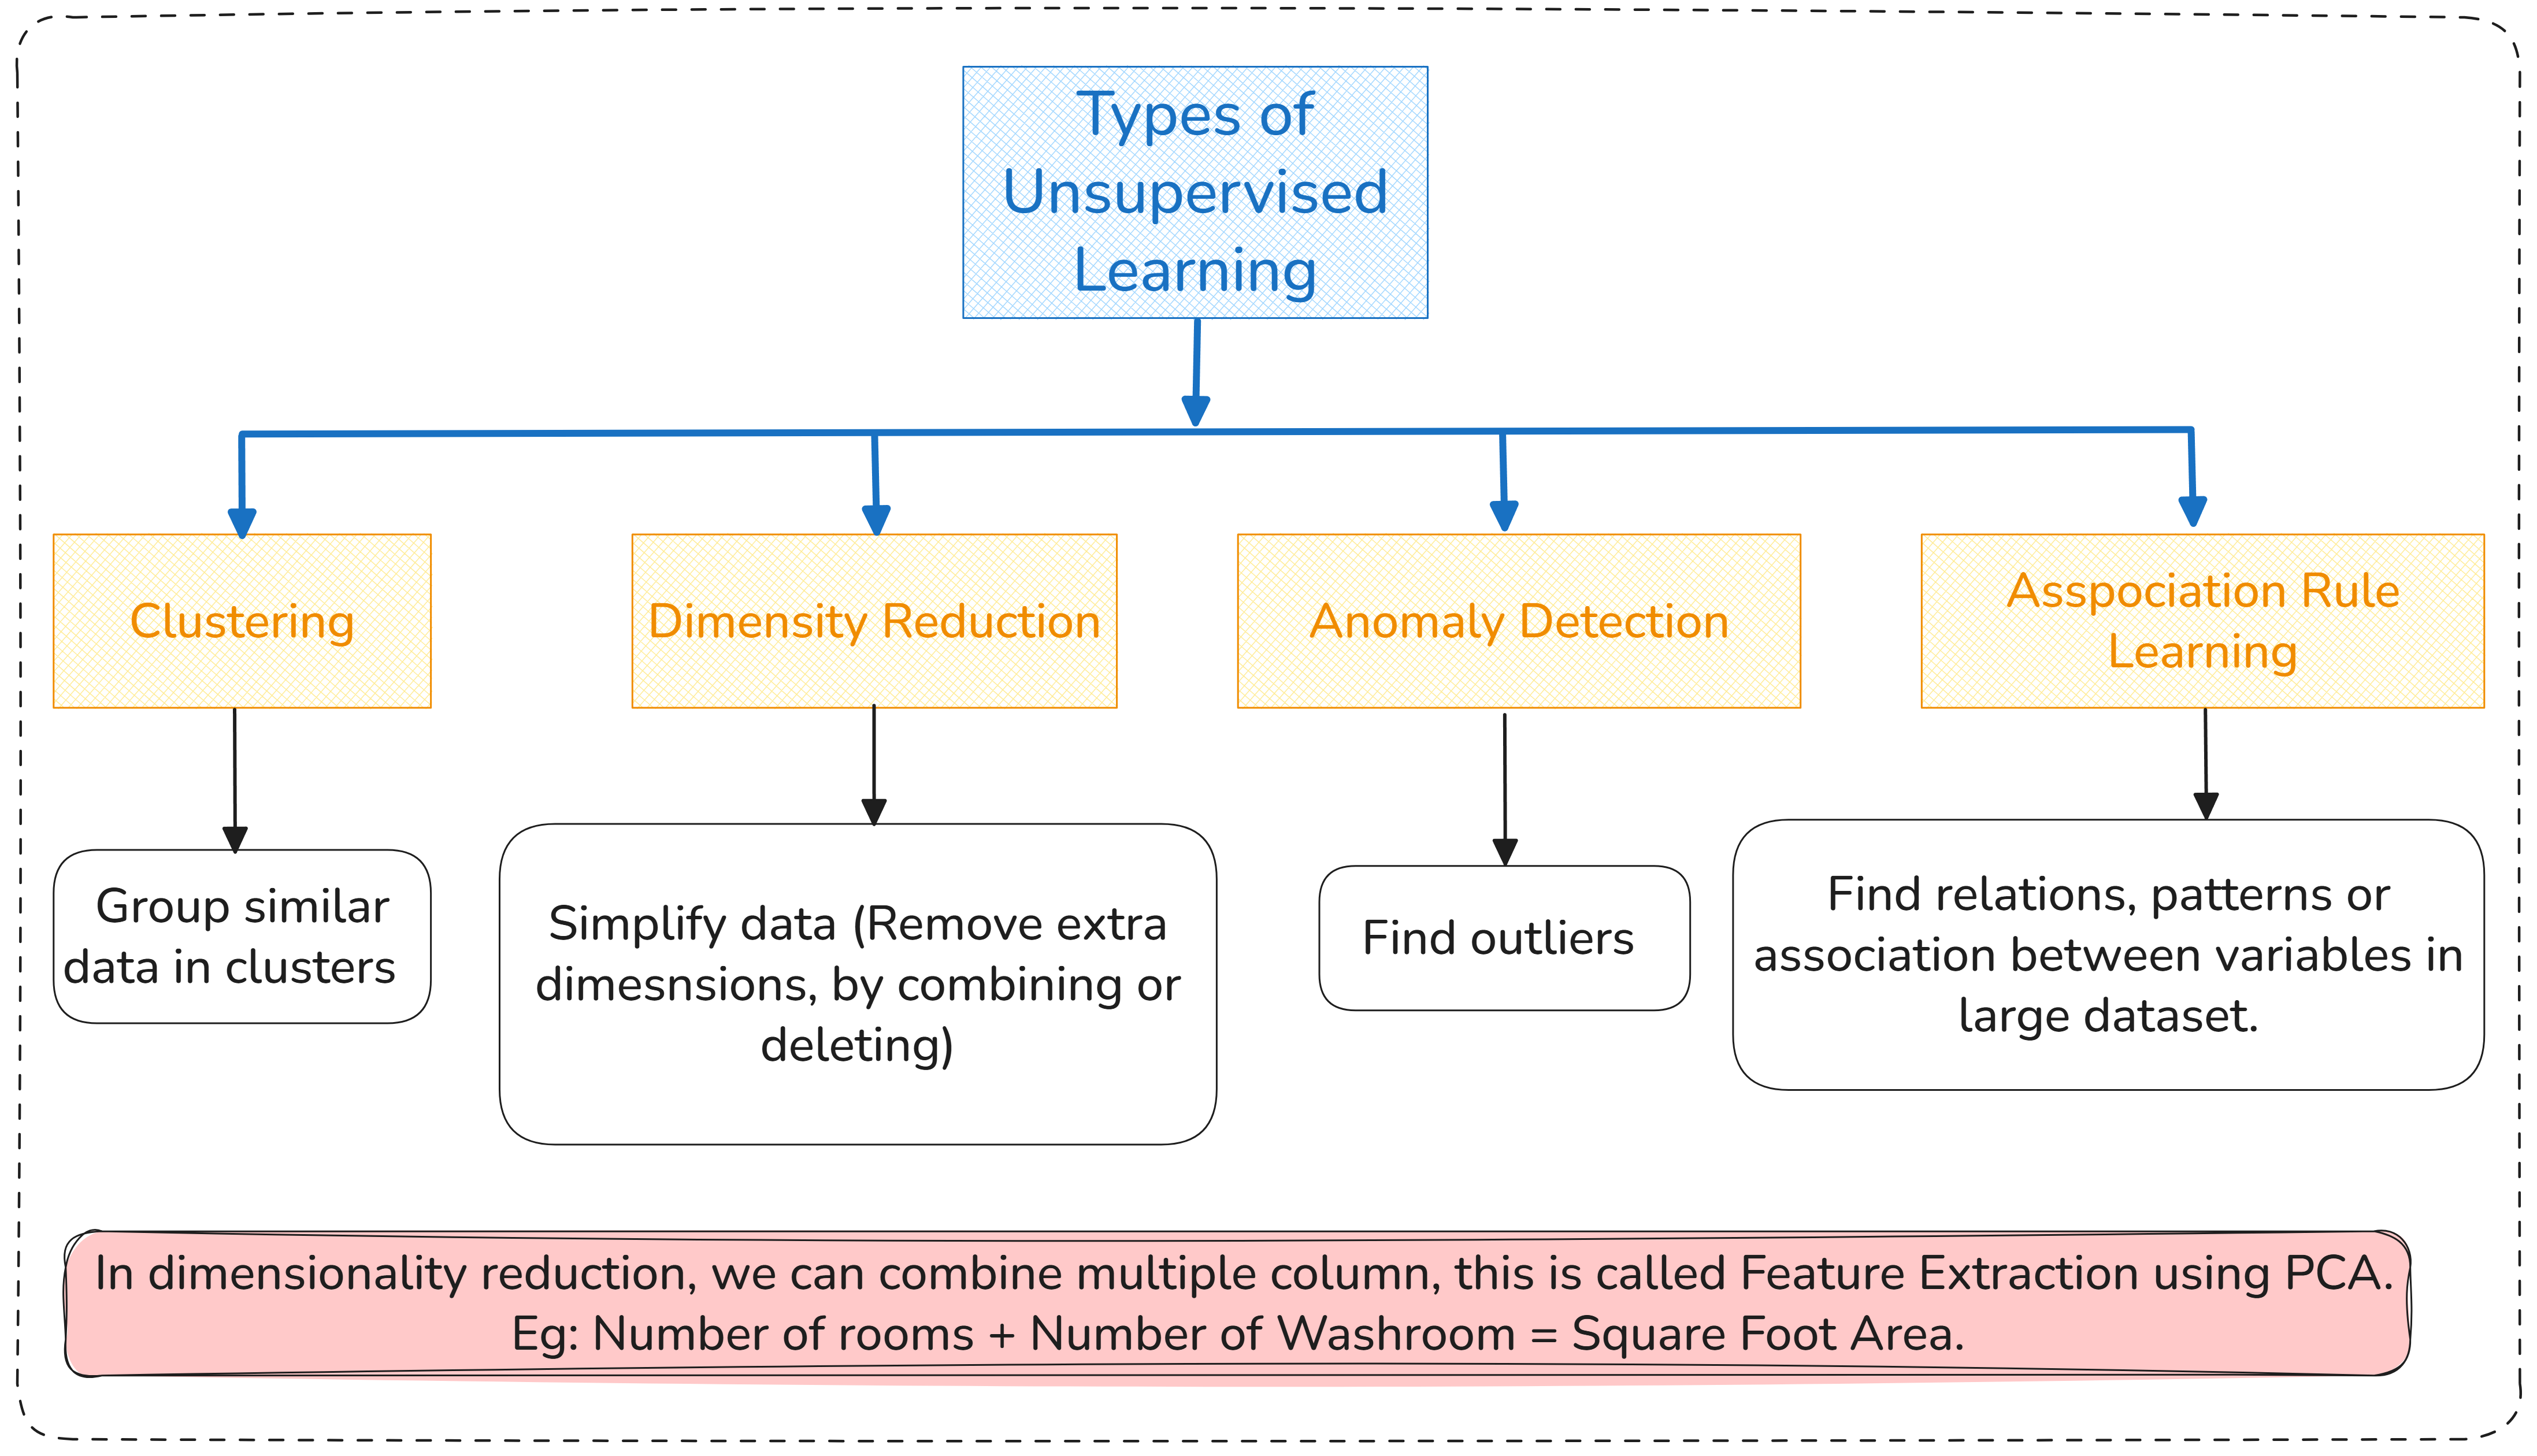 Types of
Unsupervised
Learning
Clustering
Dimensity Reduction
Anomaly Detection
Asspociation Rule
Learning
Group similar
data in clusters
Simplify data (Remove extra
dimesnsions, by combining or
deleting)
Find outliers
Find relations, patterns or
association between variables in
large dataset.
In dimensionality reduction, we can combine multiple column, this is called Feature Extraction using PCA.
Eg: Number of rooms + Number of Washroom = Square Foot Area.